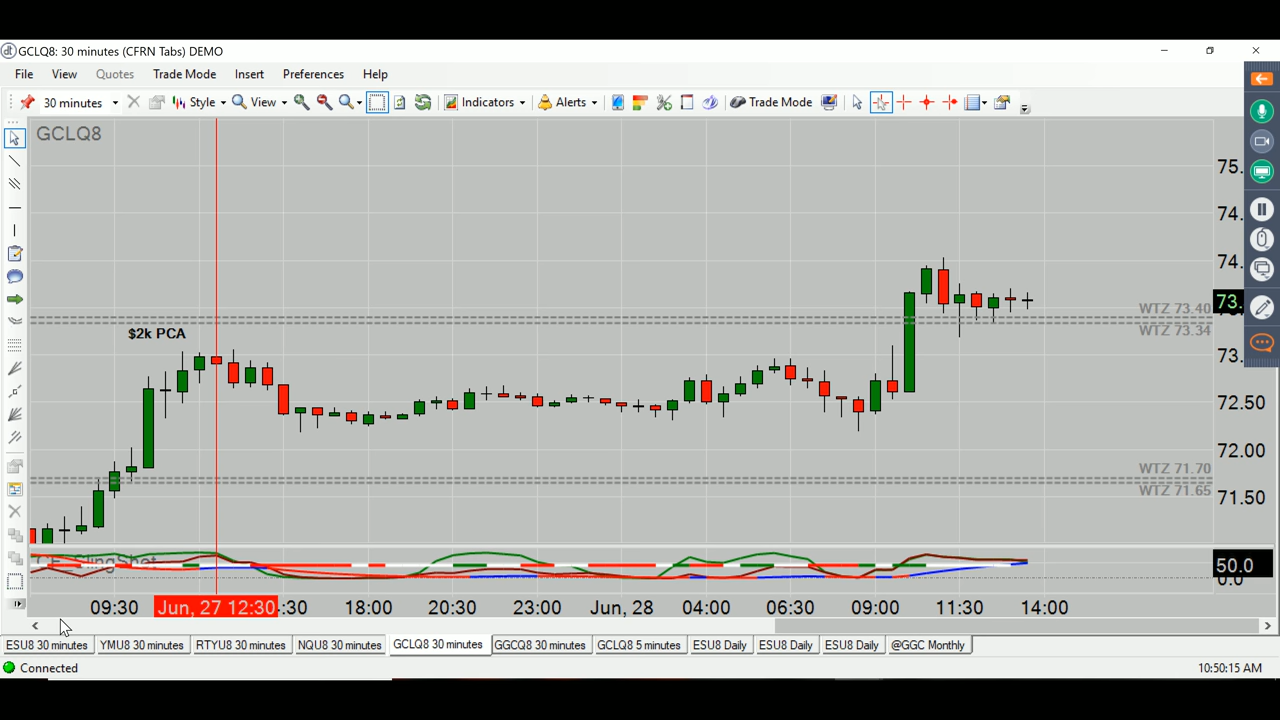 GCLQ8: 30 minutes (CFRN Tabs) DEMO
File View Quotes Trade Mode Insert Preferences Help
30 minutes Style View Indicators Alerts Trade Mode
GCLQ8
75.
74.
74.
WTZ 73.40
73.
WTZ 73.34
$2k PCA
73.
72.50
72.00
WTZ 71.70
WTZ 71.65
71.50
CF_SlingShot
50.0
0.0
09:30 Jun, 27 12:30 :30 18:00 20:30 23:00 Jun, 28 04:00 06:30 09:00 11:30 14:00
ESU8 30 minutes YMU8 30 minutes RTYU8 30 minutes NQU8 30 minutes GCLQ8 30 minutes GGCQ8 30 minutes GCLQ8 5 minutes ESU8 Daily ESU8 Daily ESU8 Daily @GGC Monthly
Connected 10:50:15 AM